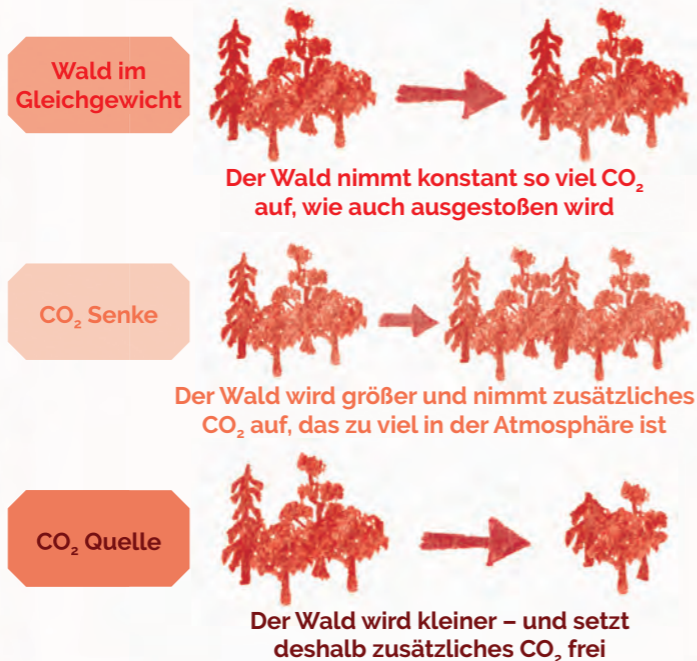 Wald im
Gleichgewicht
Der Wald nimmt konstant so viel CO₂
auf, wie auch ausgestoßen wird
CO₂ Senke
Der Wald wird größer und nimmt zusätzliches
CO₂ auf, das zu viel in der Atmosphäre ist
CO₂ Quelle
Der Wald wird kleiner – und setzt
deshalb zusätzliches CO₂ frei